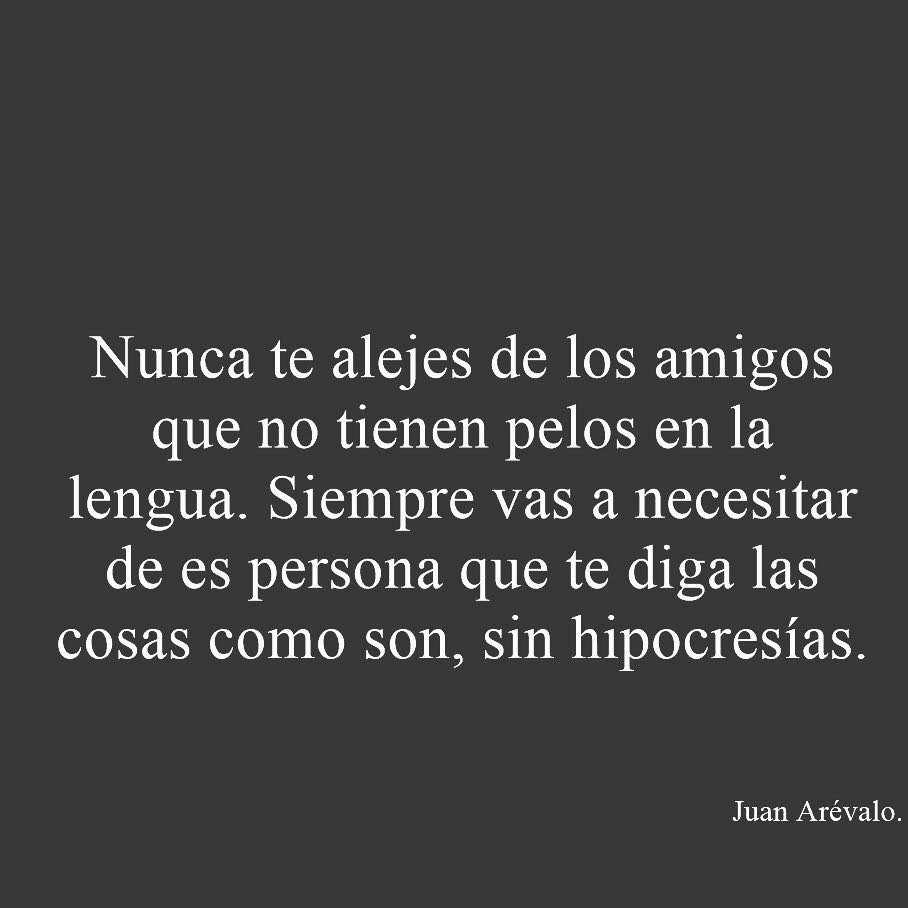 Nunca te alejes de los amigos
que no tienen pelos en la
lengua. Siempre vas a necesitar
de es persona que te diga las
cosas como son, sin hipocresías.
Juan Arévalo.